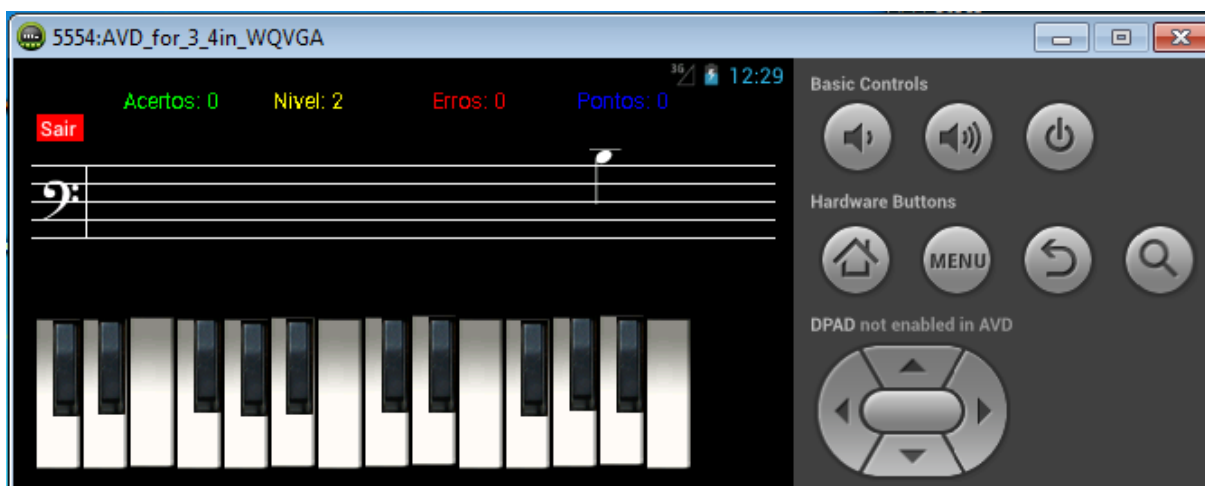 5554:AVD_for_3_4in_WQVGA
36 12:29
Acertos: 0 Nivel: 2 Erros: 0 Pontos: 0
Sair
Basic Controls
Hardware Buttons
MENU
DPAD not enabled in AVD